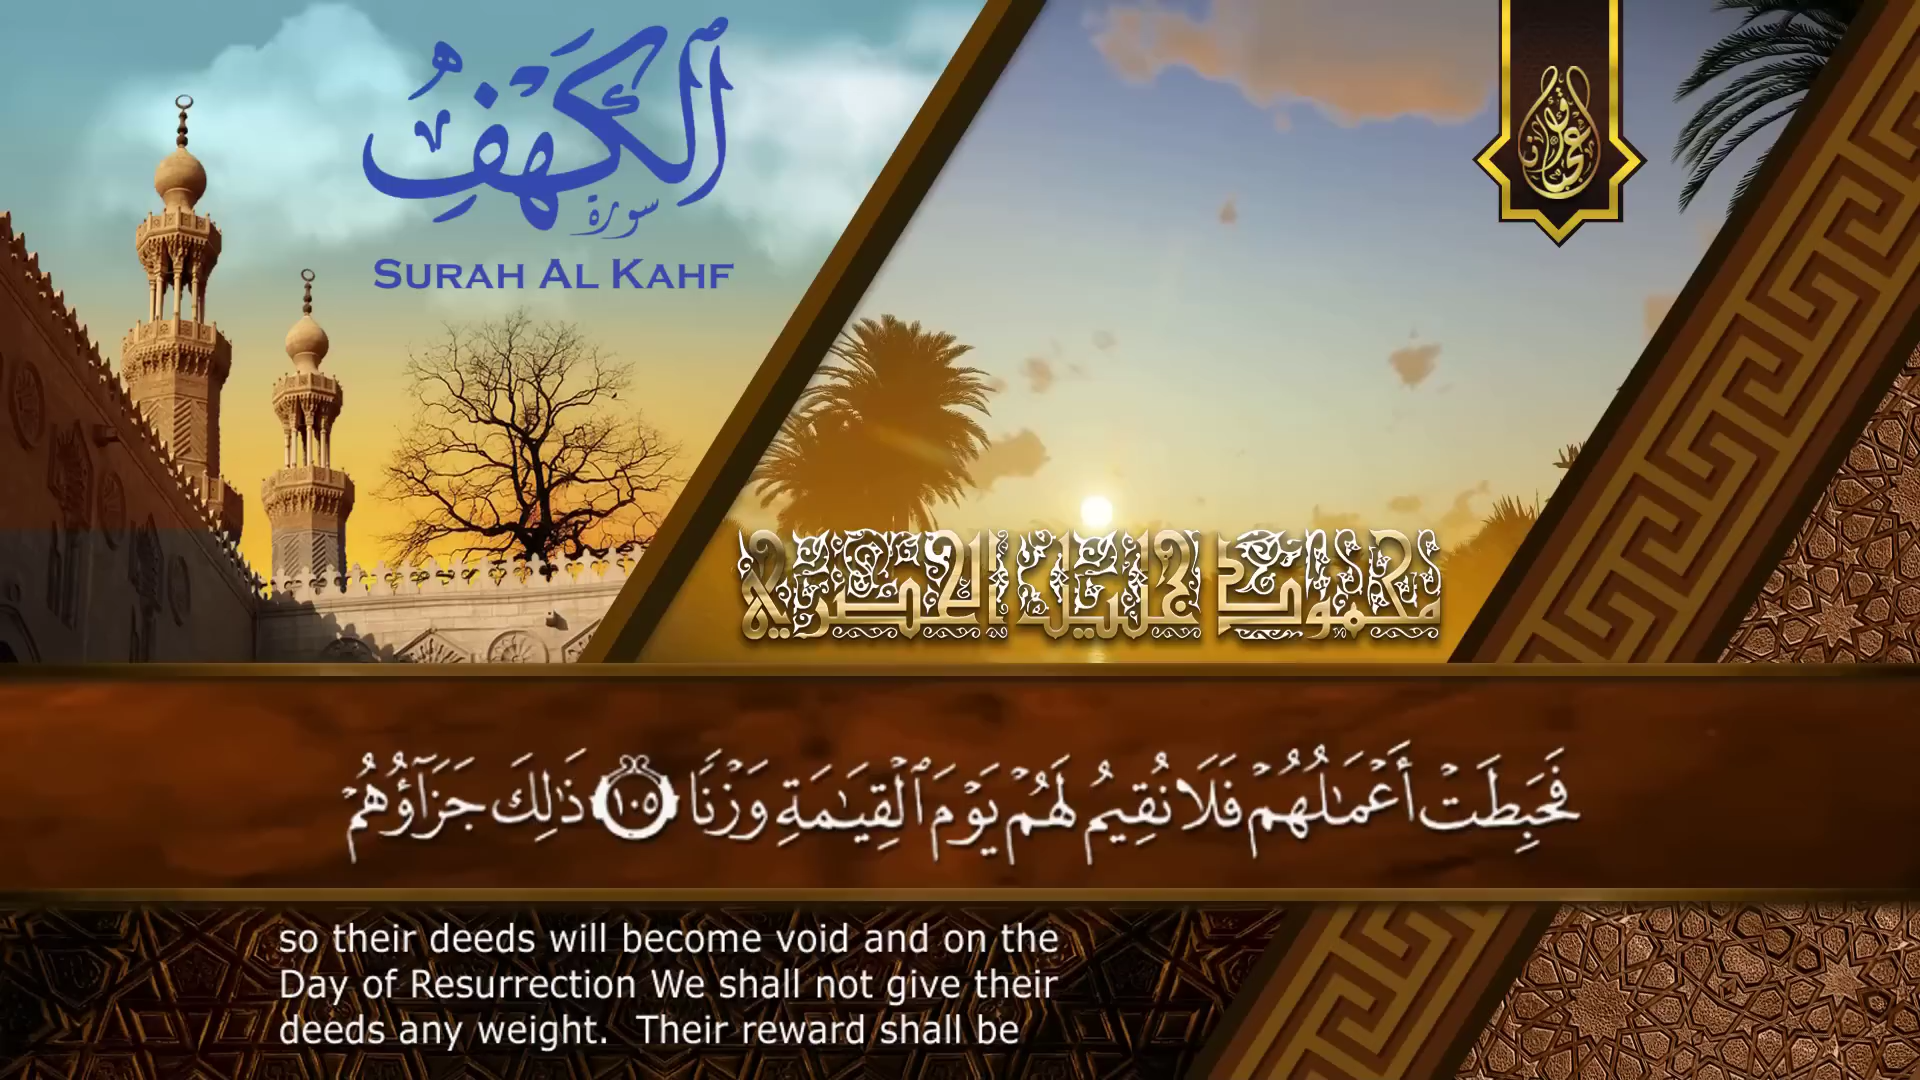 ٱلْكَهْفُ
سورة
SURAH AL KAHF
محمود خليل الحصري
فَحَبِطَتْ أَعْمَـٰلُهُمْ فَلَا نُقِيمُ لَهُمْ يَوْمَ ٱلْقِيَـٰمَةِ وَزْنًا ١٠٥ ذَٰلِكَ جَزَآؤُهُمْ
so their deeds will become void and on the
Day of Resurrection We shall not give their
deeds any weight. Their reward shall be